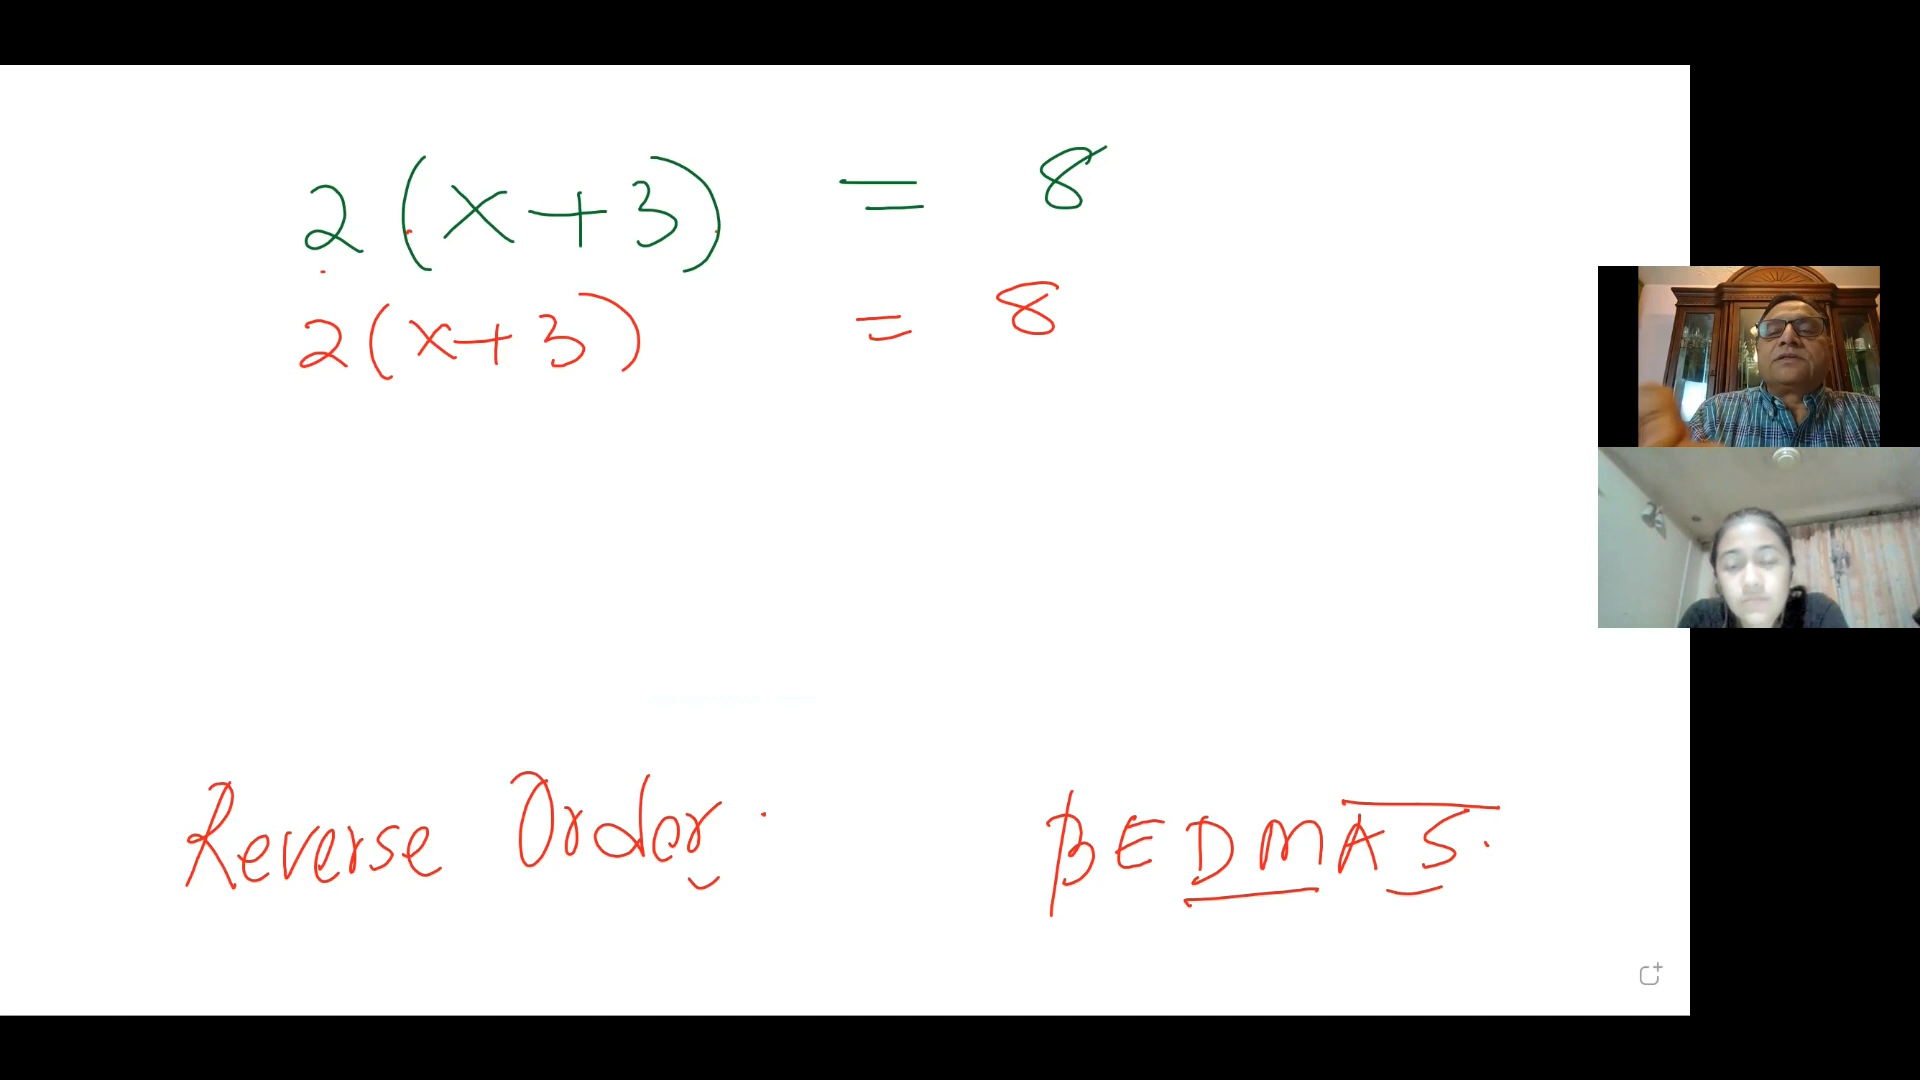 2(x+3) = 8
2(x+3) = 8
Reverse Order.
BEDMAS.